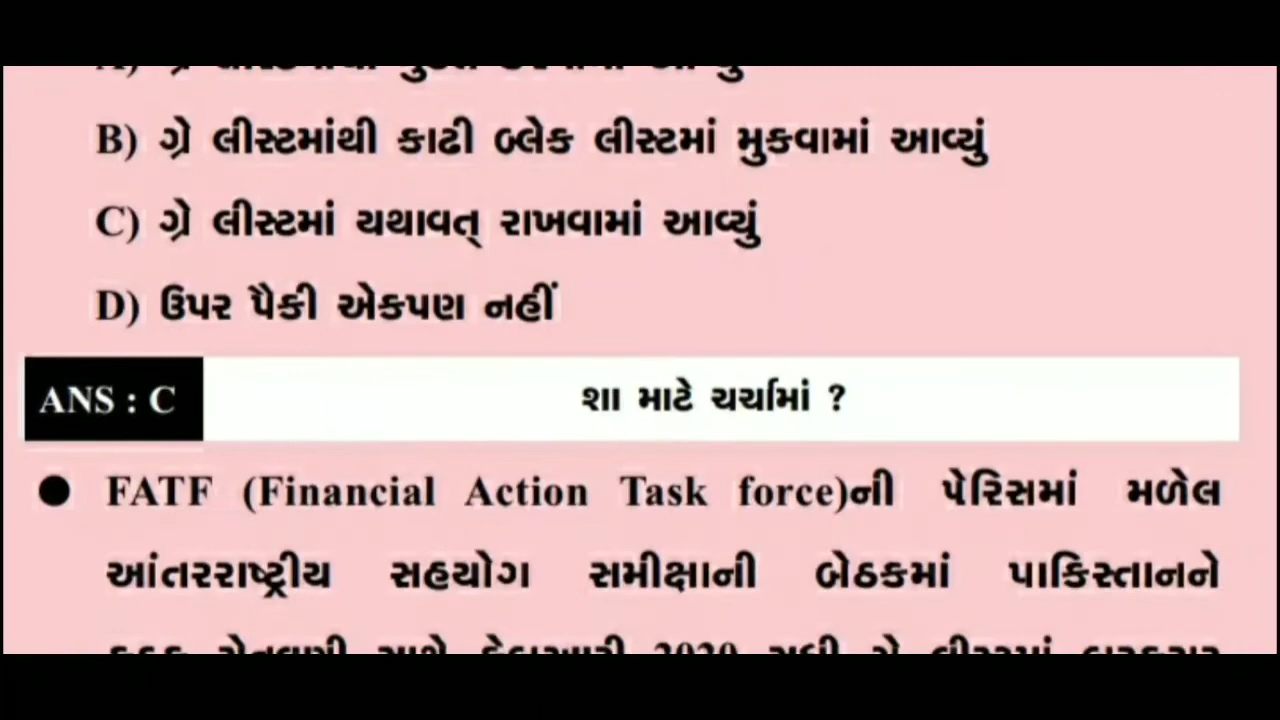 B) ગ્રે લીસ્ટમાંથી કાઢી બ્લેક લીસ્ટમાં મુકવામાં આવ્યું
C) ગ્રે લીસ્ટમાં યથાવત્ રાખવામાં આવ્યું
D) ઉપર પૈકી એકપણ નહીં
ANS : C શા માટે ચર્ચામાં ?
● FATF (Financial Action Task force)ની પેરિસમાં મળેલ
આંતરરાષ્ટ્રીય સહયોગ સમીક્ષાની બેઠકમાં પાકિસ્તાનને
2020